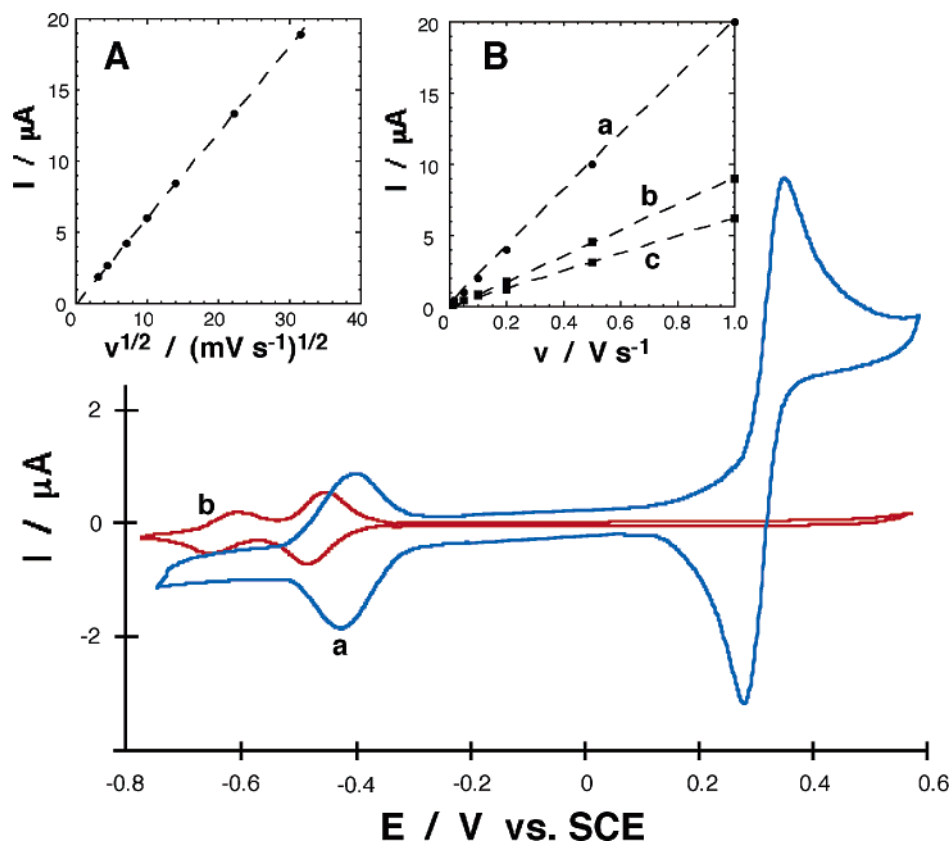 A
20
15
10
5
0
I / μA
0 10 20 30 40
v1/2 / (mV s-1)1/2
B
20
15
10
5
0
I / μA
a
b
c
0 0.2 0.4 0.6 0.8 1.0
v / V s-1
2
0
-2
I / μA
b
a
-0.8 -0.6 -0.4 -0.2 0 0.2 0.4 0.6
E / V vs. SCE